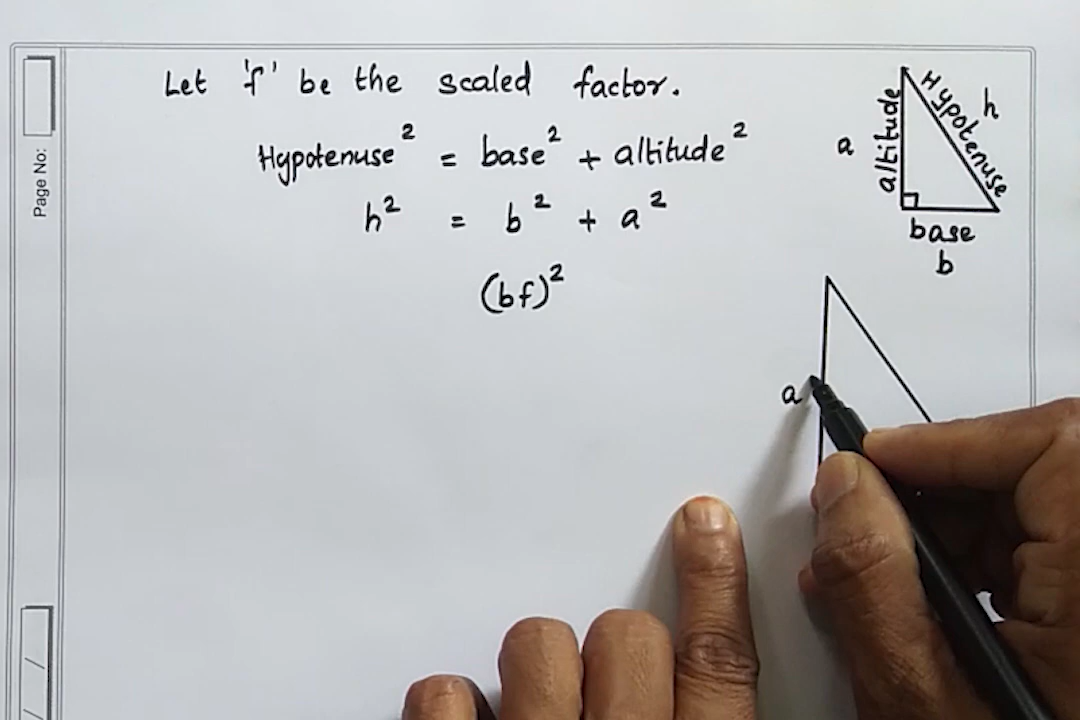 Let 'f' be the scaled factor.
Hypotenuse² = base² + altitude²
h² = b² + a²
(bf)²
Page No:
a
altitude
Hypotenuse
h
base
b
a